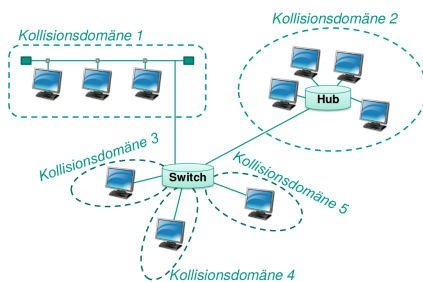 Kollisionsdomäne 1
Kollisionsdomäne 2
Hub
Kollisionsdomäne 3
Switch
Kollisionsdomäne 5
Kollisionsdomäne 4